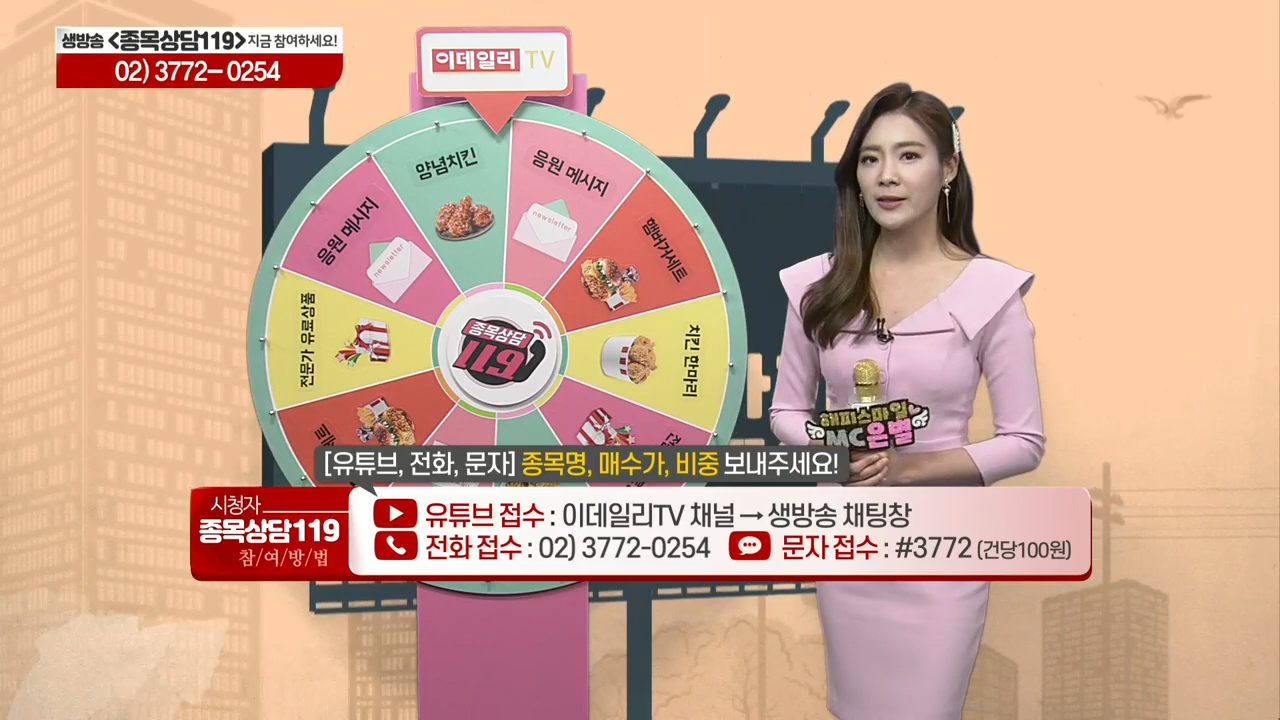 생방송 <종목상담119> 지금 참여하세요!
02) 3772-0254
이데일리 TV
양념치킨
응원 메시지
newsletter
응원 메시지
newsletter
햄버거세트
전문가 유료상품
치킨 한마리
종목상담
119
해피스마일
MC은별
[유튜브, 전화, 문자] 종목명, 매수가, 비중 보내주세요!
시청자
종목상담119
참/여/방/법
유튜브 접수 : 이데일리TV 채널 → 생방송 채팅창
전화 접수 : 02) 3772-0254 문자 접수 : #3772 (건당100원)